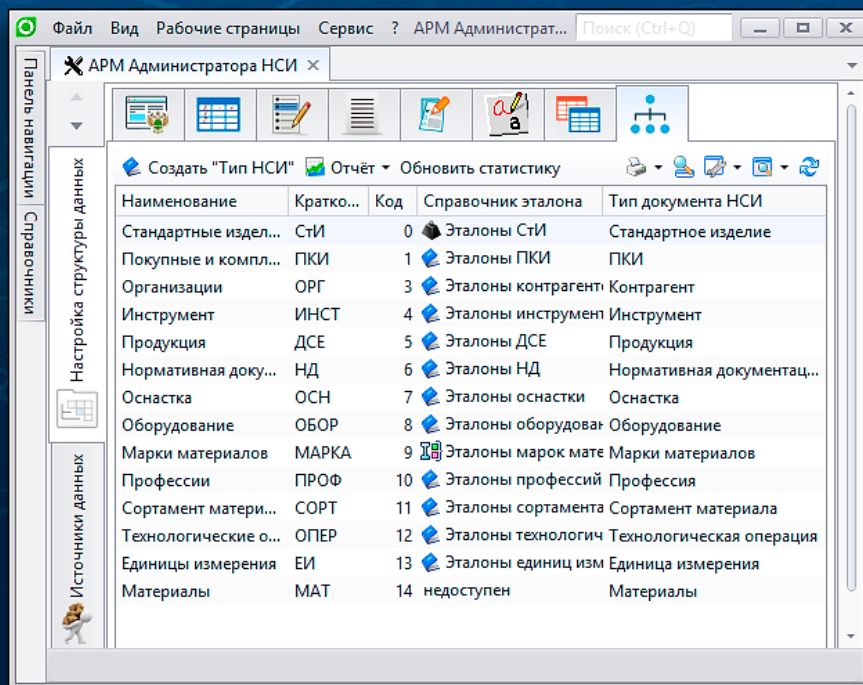 Файл Вид Рабочие страницы Сервис ? АРМ Администрат... Поиск (Ctrl+Q)
АРМ Администратора НСИ
Панель навигации
Справочники
Настройка структуры данных
Источники данных
Создать "Тип НСИ" Отчёт Обновить статистику
Наименование Кратко... Код Справочник эталона Тип документа НСИ
Стандартные издел... СтИ 0 Эталоны СтИ Стандартное изделие
Покупные и компл... ПКИ 1 Эталоны ПКИ ПКИ
Организации ОРГ 3 Эталоны контрагенто Контрагент
Инструмент ИНСТ 4 Эталоны инструмент Инструмент
Продукция ДСЕ 5 Эталоны ДСЕ Продукция
Нормативная доку... НД 6 Эталоны НД Нормативная документац...
Оснастка ОСН 7 Эталоны оснастки Оснастка
Оборудование ОБОР 8 Эталоны оборудован Оборудование
Марки материалов МАРКА 9 Эталоны марок мате Марки материалов
Профессии ПРОФ 10 Эталоны профессий Профессия
Сортамент матери... СОРТ 11 Эталоны сортамента Сортамент материала
Технологические о... ОПЕР 12 Эталоны технологич Технологическая операция
Единицы измерения ЕИ 13 Эталоны единиц изм Единица измерения
Материалы МАТ 14 недоступен Материалы